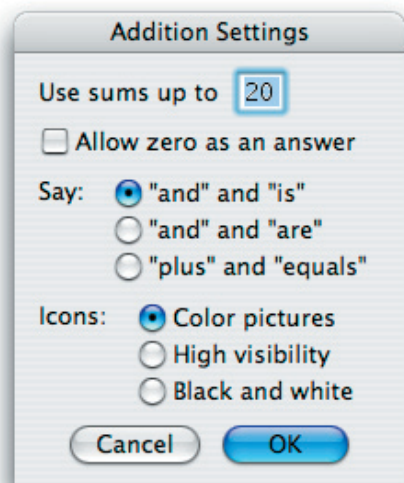 Addition Settings
Use sums up to 20
Allow zero as an answer
Say: "and" and "is"
"and" and "are"
"plus" and "equals"
Icons: Color pictures
High visibility
Black and white
Cancel OK